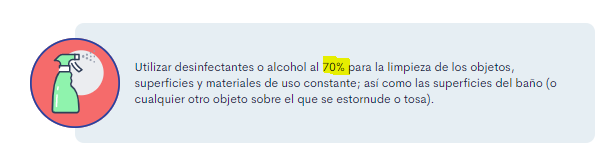 Utilizar desinfectantes o alcohol al 70% para la limpieza de los objetos,
superficies y materiales de uso constante; así como las superficies del baño (o
cualquier otro objeto sobre el que se estornude o tosa).